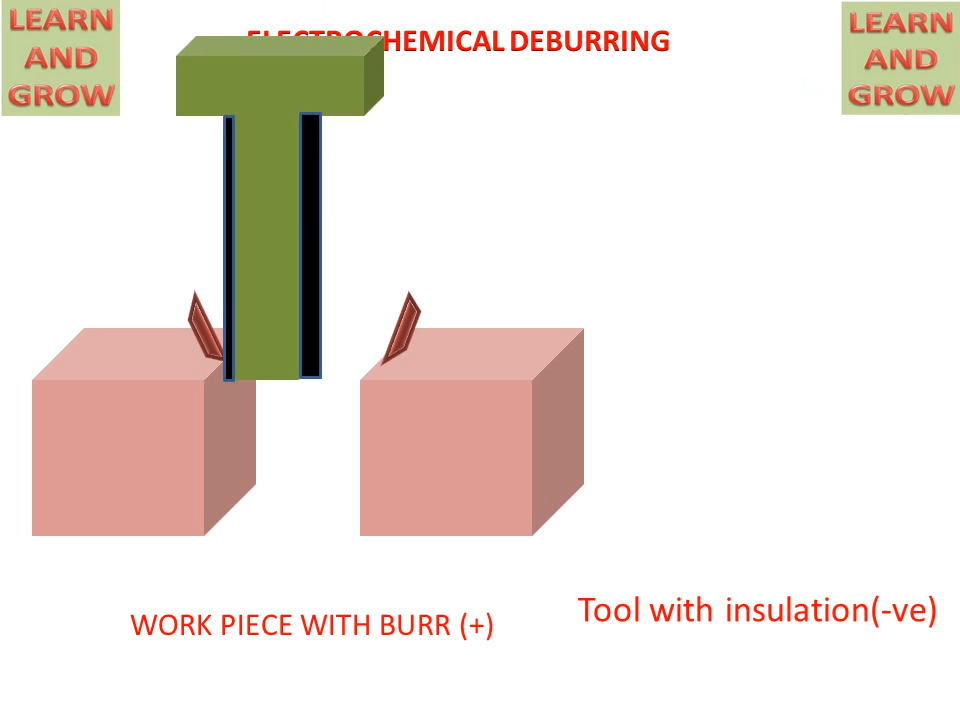 LEARN
AND
GROW
ELECTROCHEMICAL DEBURRING
LEARN
AND
GROW
WORK PIECE WITH BURR (+)
Tool with insulation(-ve)